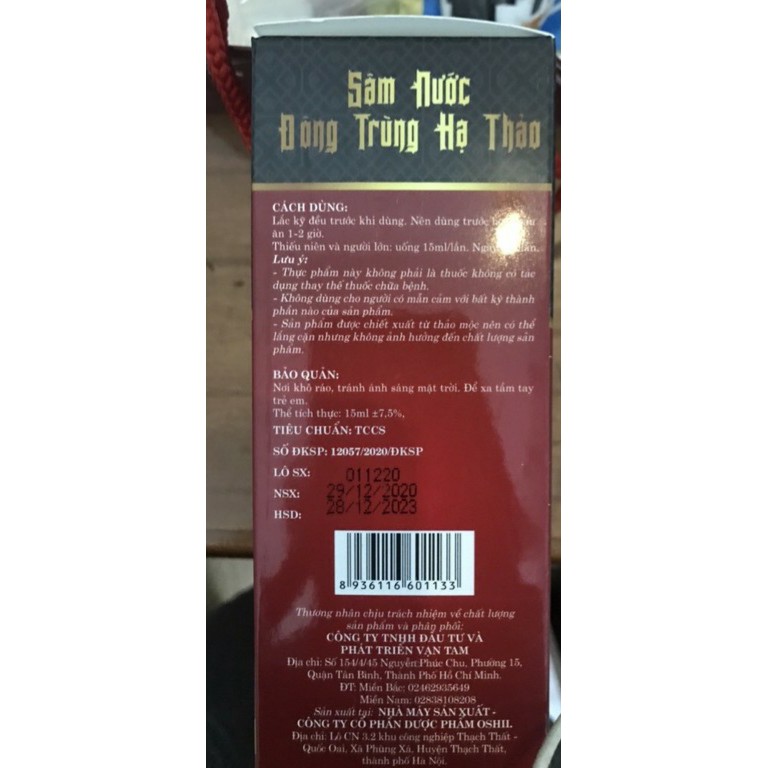 Sâm Nước
Đông Trùng Hạ Thảo
CÁCH DÙNG:
Lắc kỹ đều trước khi dùng. Nên dùng trước
ăn 1-2 giờ.
Thiếu niên và người lớn: uống 15ml/lần.
Lưu ý:
- Thực phẩm này không phải là thuốc không có tác
dụng thay thế thuốc chữa bệnh.
- Không dùng cho người có mẫn cảm với bất kỳ thành
phần nào của sản phẩm.
- Sản phẩm được chiết xuất từ thảo mộc nên có thể
lắng cặn nhưng không ảnh hưởng đến chất lượng sản
phẩm.
BẢO QUẢN:
Nơi khô ráo, tránh ánh sáng mặt trời. Để xa tầm tay
trẻ em.
Thể tích thực: 15ml ±7,5%,
TIÊU CHUẨN: TCCS
SỐ ĐKSP: 12057/2020/ĐKSP
LÔ SX: 011220
NSX: 29/12/2020
HSD: 28/12/2023
8 936116 601133
Thương nhân chịu trách nhiệm về chất lượng
sản phẩm và phân phối:
CÔNG TY TNHH ĐẦU TƯ VÀ
PHÁT TRIỂN VẠN TAM
Địa chỉ: Số 154/4/45 Nguyễn Phúc Chu, Phường 15,
Quận Tân Bình, Thành Phố Hồ Chí Minh.
ĐT: Miền Bắc: 02462935649
Miền Nam: 02838108208
Sản xuất tại: NHÀ MÁY SẢN XUẤT -
CÔNG TY CỔ PHẦN DƯỢC PHẨM OSHII.
Địa chỉ: Lô CN 3.2 khu công nghiệp Thạch Thất -
Quốc Oai, Xã Phùng Xá, Huyện Thạch Thất,
thành phố Hà Nội.